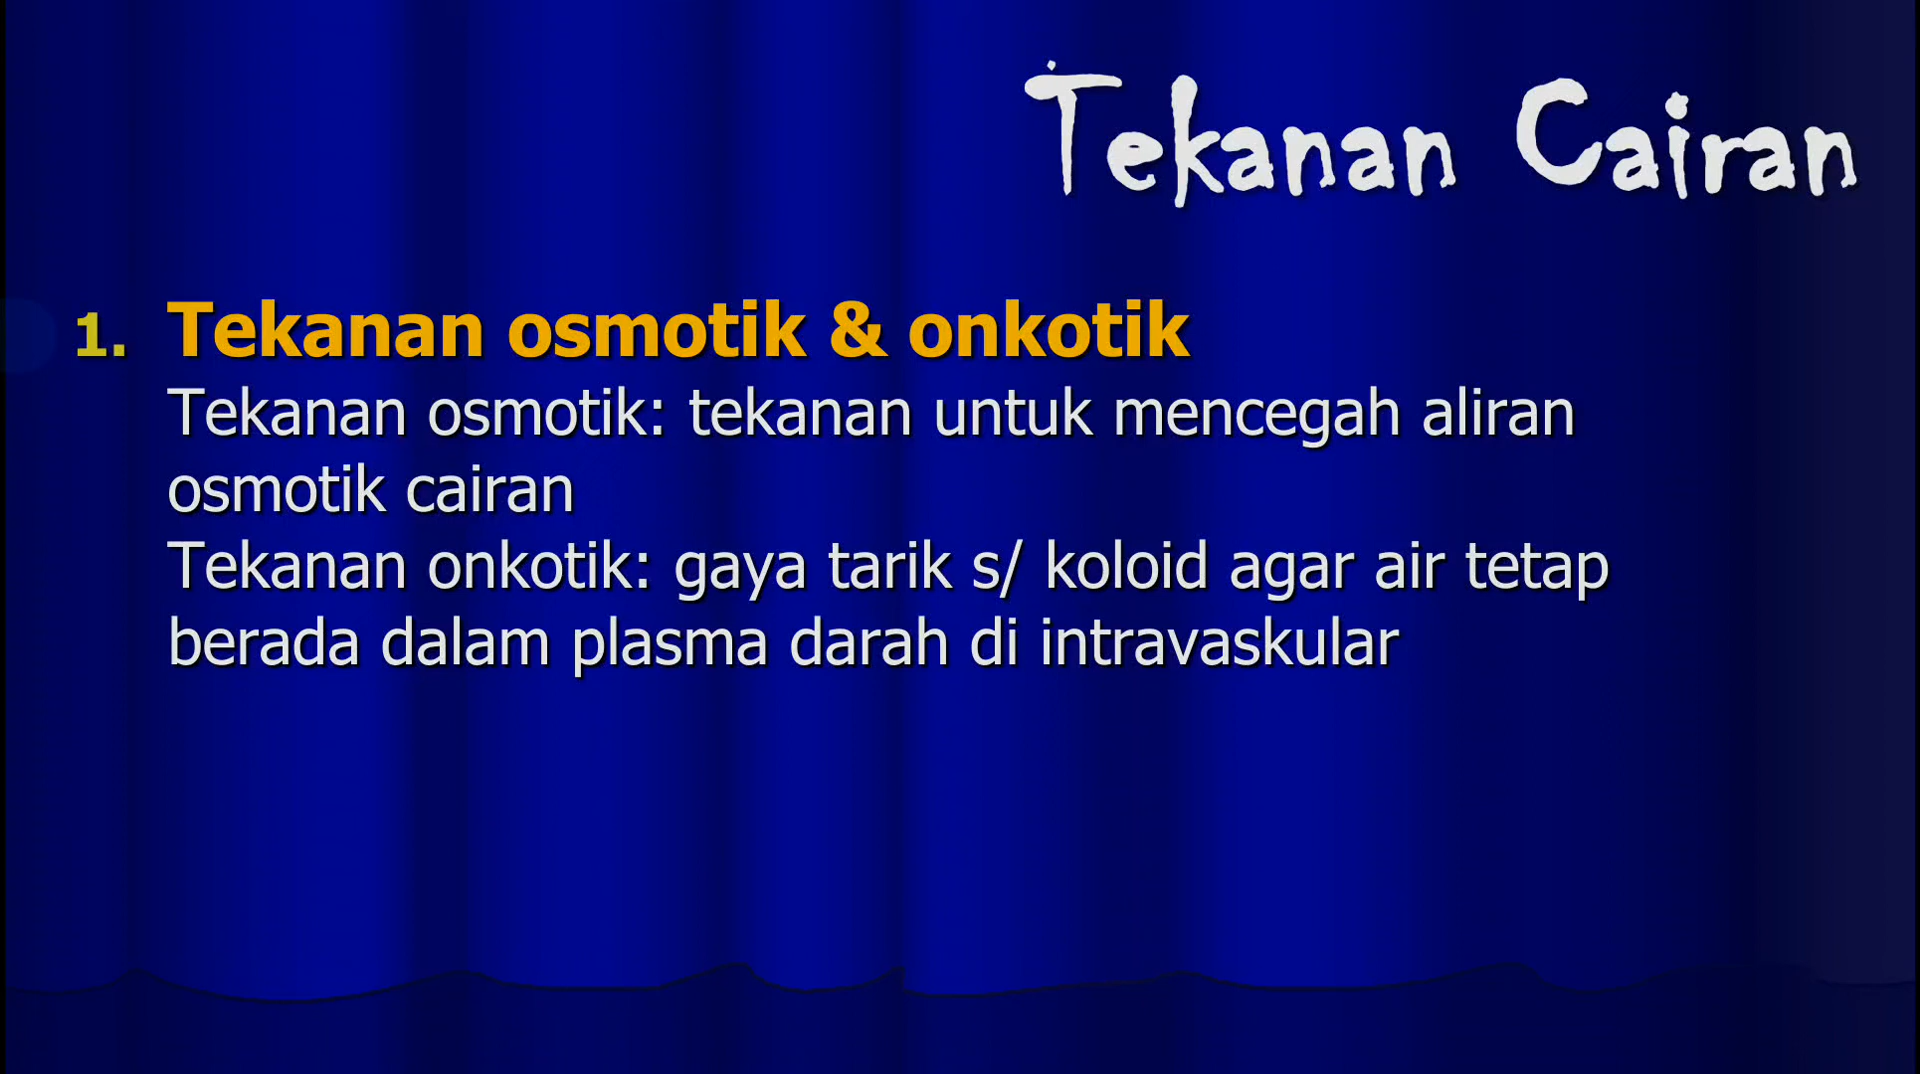 Tekanan Cairan
1. Tekanan osmotik & onkotik
Tekanan osmotik: tekanan untuk mencegah aliran
osmotik cairan
Tekanan onkotik: gaya tarik s/ koloid agar air tetap
berada dalam plasma darah di intravaskular